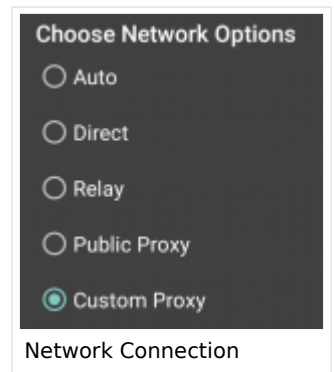 Choose Network Options
Auto
Direct
Relay
Public Proxy
Custom Proxy
Network Connection